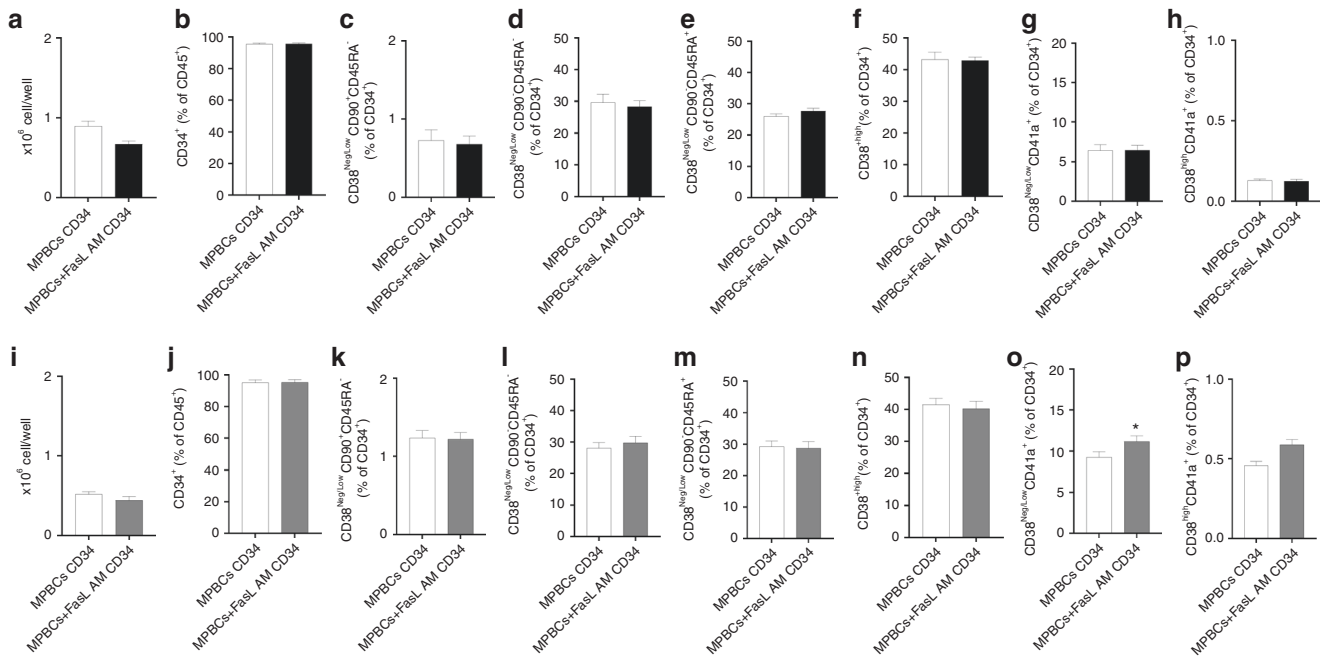 a
x10⁶ cell/well
2
1
0
MPBCs CD34
MPBCs+FasL AM CD34
b
CD34⁺ (% of CD45⁺)
100
80
60
40
20
0
MPBCs CD34
MPBCs+FasL AM CD34
c
CD38^Neg/Low CD90⁺CD45RA⁻
(% of CD34⁺)
2
1
0
MPBCs CD34
MPBCs+FasL AM CD34
d
CD38^Neg/Low CD90⁻CD45RA⁻
(% of CD34⁺)
50
40
30
20
10
0
MPBCs CD34
MPBCs+FasL AM CD34
e
CD38^Neg/Low CD90⁻CD45RA⁺
(% of CD34⁺)
50
40
30
20
10
0
MPBCs CD34
MPBCs+FasL AM CD34
f
CD38^+high(% of CD34⁺)
50
40
30
20
10
0
MPBCs CD34
MPBCs+FasL AM CD34
g
CD38^Neg/Low CD41a⁺ (% of CD34⁺)
20
15
10
5
0
MPBCs CD34
MPBCs+FasL AM CD34
h
CD38^high CD41a⁺ (% of CD34⁺)
1.0
0.5
0.0
MPBCs CD34
MPBCs+FasL AM CD34
i
x10⁶ cell/well
2
1
0
MPBCs CD34
MPBCs+FasL AM CD34
j
CD34⁺ (% of CD45⁺)
100
80
60
40
20
0
MPBCs CD34
MPBCs+FasL AM CD34
k
CD38^Neg/Low CD90⁺CD45RA⁻
(% of CD34⁺)
2
1
0
MPBCs CD34
MPBCs+FasL AM CD34
l
CD38^Neg/Low CD90⁻CD45RA⁻
(% of CD34⁺)
50
40
30
20
10
0
MPBCs CD34
MPBCs+FasL AM CD34
m
CD38^Neg/Low CD90⁻CD45RA⁺
(% of CD34⁺)
50
40
30
20
10
0
MPBCs CD34
MPBCs+FasL AM CD34
n
CD38^+high(% of CD34⁺)
50
40
30
20
10
0
MPBCs CD34
MPBCs+FasL AM CD34
o
CD38^Neg/Low CD41a⁺ (% of CD34⁺)
20
15
10
5
0
*
MPBCs CD34
MPBCs+FasL AM CD34
p
CD38^high CD41a⁺ (% of CD34⁺)
1.0
0.5
0.0
MPBCs CD34
MPBCs+FasL AM CD34